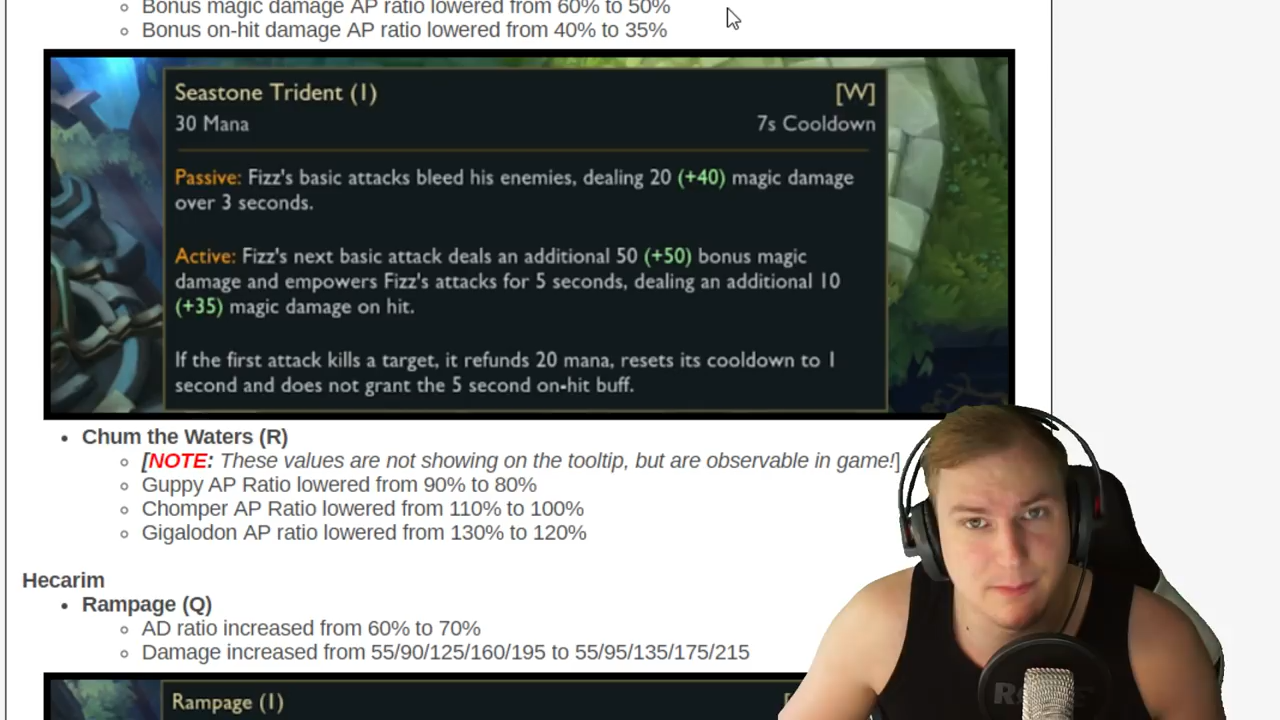 Bonus magic damage AP ratio lowered from 60% to 50%
Bonus on-hit damage AP ratio lowered from 40% to 35%
Seastone Trident (1) [W]
30 Mana 7s Cooldown
Passive: Fizz's basic attacks bleed his enemies, dealing 20 (+40) magic damage
over 3 seconds.
Active: Fizz's next basic attack deals an additional 50 (+50) bonus magic
damage and empowers Fizz's attacks for 5 seconds, dealing an additional 10
(+35) magic damage on hit.
If the first attack kills a target, it refunds 20 mana, resets its cooldown to 1
second and does not grant the 5 second on-hit buff.
Chum the Waters (R)
[NOTE: These values are not showing on the tooltip, but are observable in game!]
Guppy AP Ratio lowered from 90% to 80%
Chomper AP Ratio lowered from 110% to 100%
Gigalodon AP ratio lowered from 130% to 120%
Hecarim
Rampage (Q)
AD ratio increased from 60% to 70%
Damage increased from 55/90/125/160/195 to 55/95/135/175/215
Rampage (1)